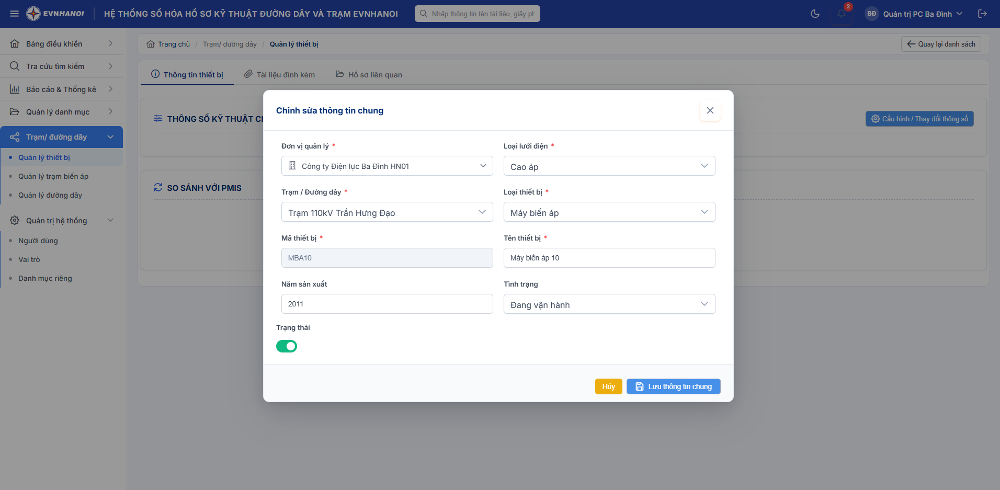 EVNHANOI
HỆ THỐNG SỐ HÓA HỒ SƠ KỸ THUẬT ĐƯỜNG DÂY VÀ TRẠM EVNHANOI
Nhập thông tin tên tài liệu, giấy ph
2
BĐ
Quản trị PC Ba Đình
Bảng điều khiển
Tra cứu tìm kiếm
Báo cáo & Thống kê
Quản lý danh mục
Trạm/ đường dây
Quản lý thiết bị
Quản lý trạm biến áp
Quản lý đường dây
Quản trị hệ thống
Người dùng
Vai trò
Danh mục riêng
Trang chủ / Trạm/ đường dây / Quản lý thiết bị
Quay lại danh sách
Thông tin thiết bị
Tài liệu đính kèm
Hồ sơ liên quan
THÔNG SỐ KỸ THUẬT C
Cấu hình / Thay đổi thông số
SO SÁNH VỚI PMIS
Chỉnh sửa thông tin chung
Đơn vị quản lý *
Công ty Điện lực Ba Đình HN01
Loại lưới điện *
Cao áp
Trạm / Đường dây *
Trạm 110kV Trần Hưng Đạo
Loại thiết bị *
Máy biến áp
Mã thiết bị *
MBA10
Tên thiết bị *
Máy biến áp 10
Năm sản xuất
2011
Tình trạng
Đang vận hành
Trạng thái
Hủy
Lưu thông tin chung